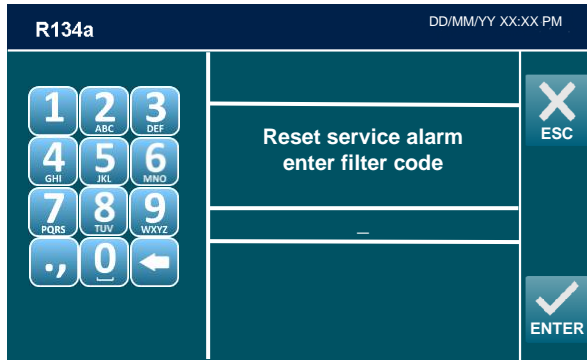 R134a
DD/MM/YY XX:XX PM
1
2
ABC
3
DEF
4
GHI
5
JKL
6
MNO
7
PQRS
8
TUV
9
WXYZ
.,
0
Reset service alarm
enter filter code
_
ESC
ENTER